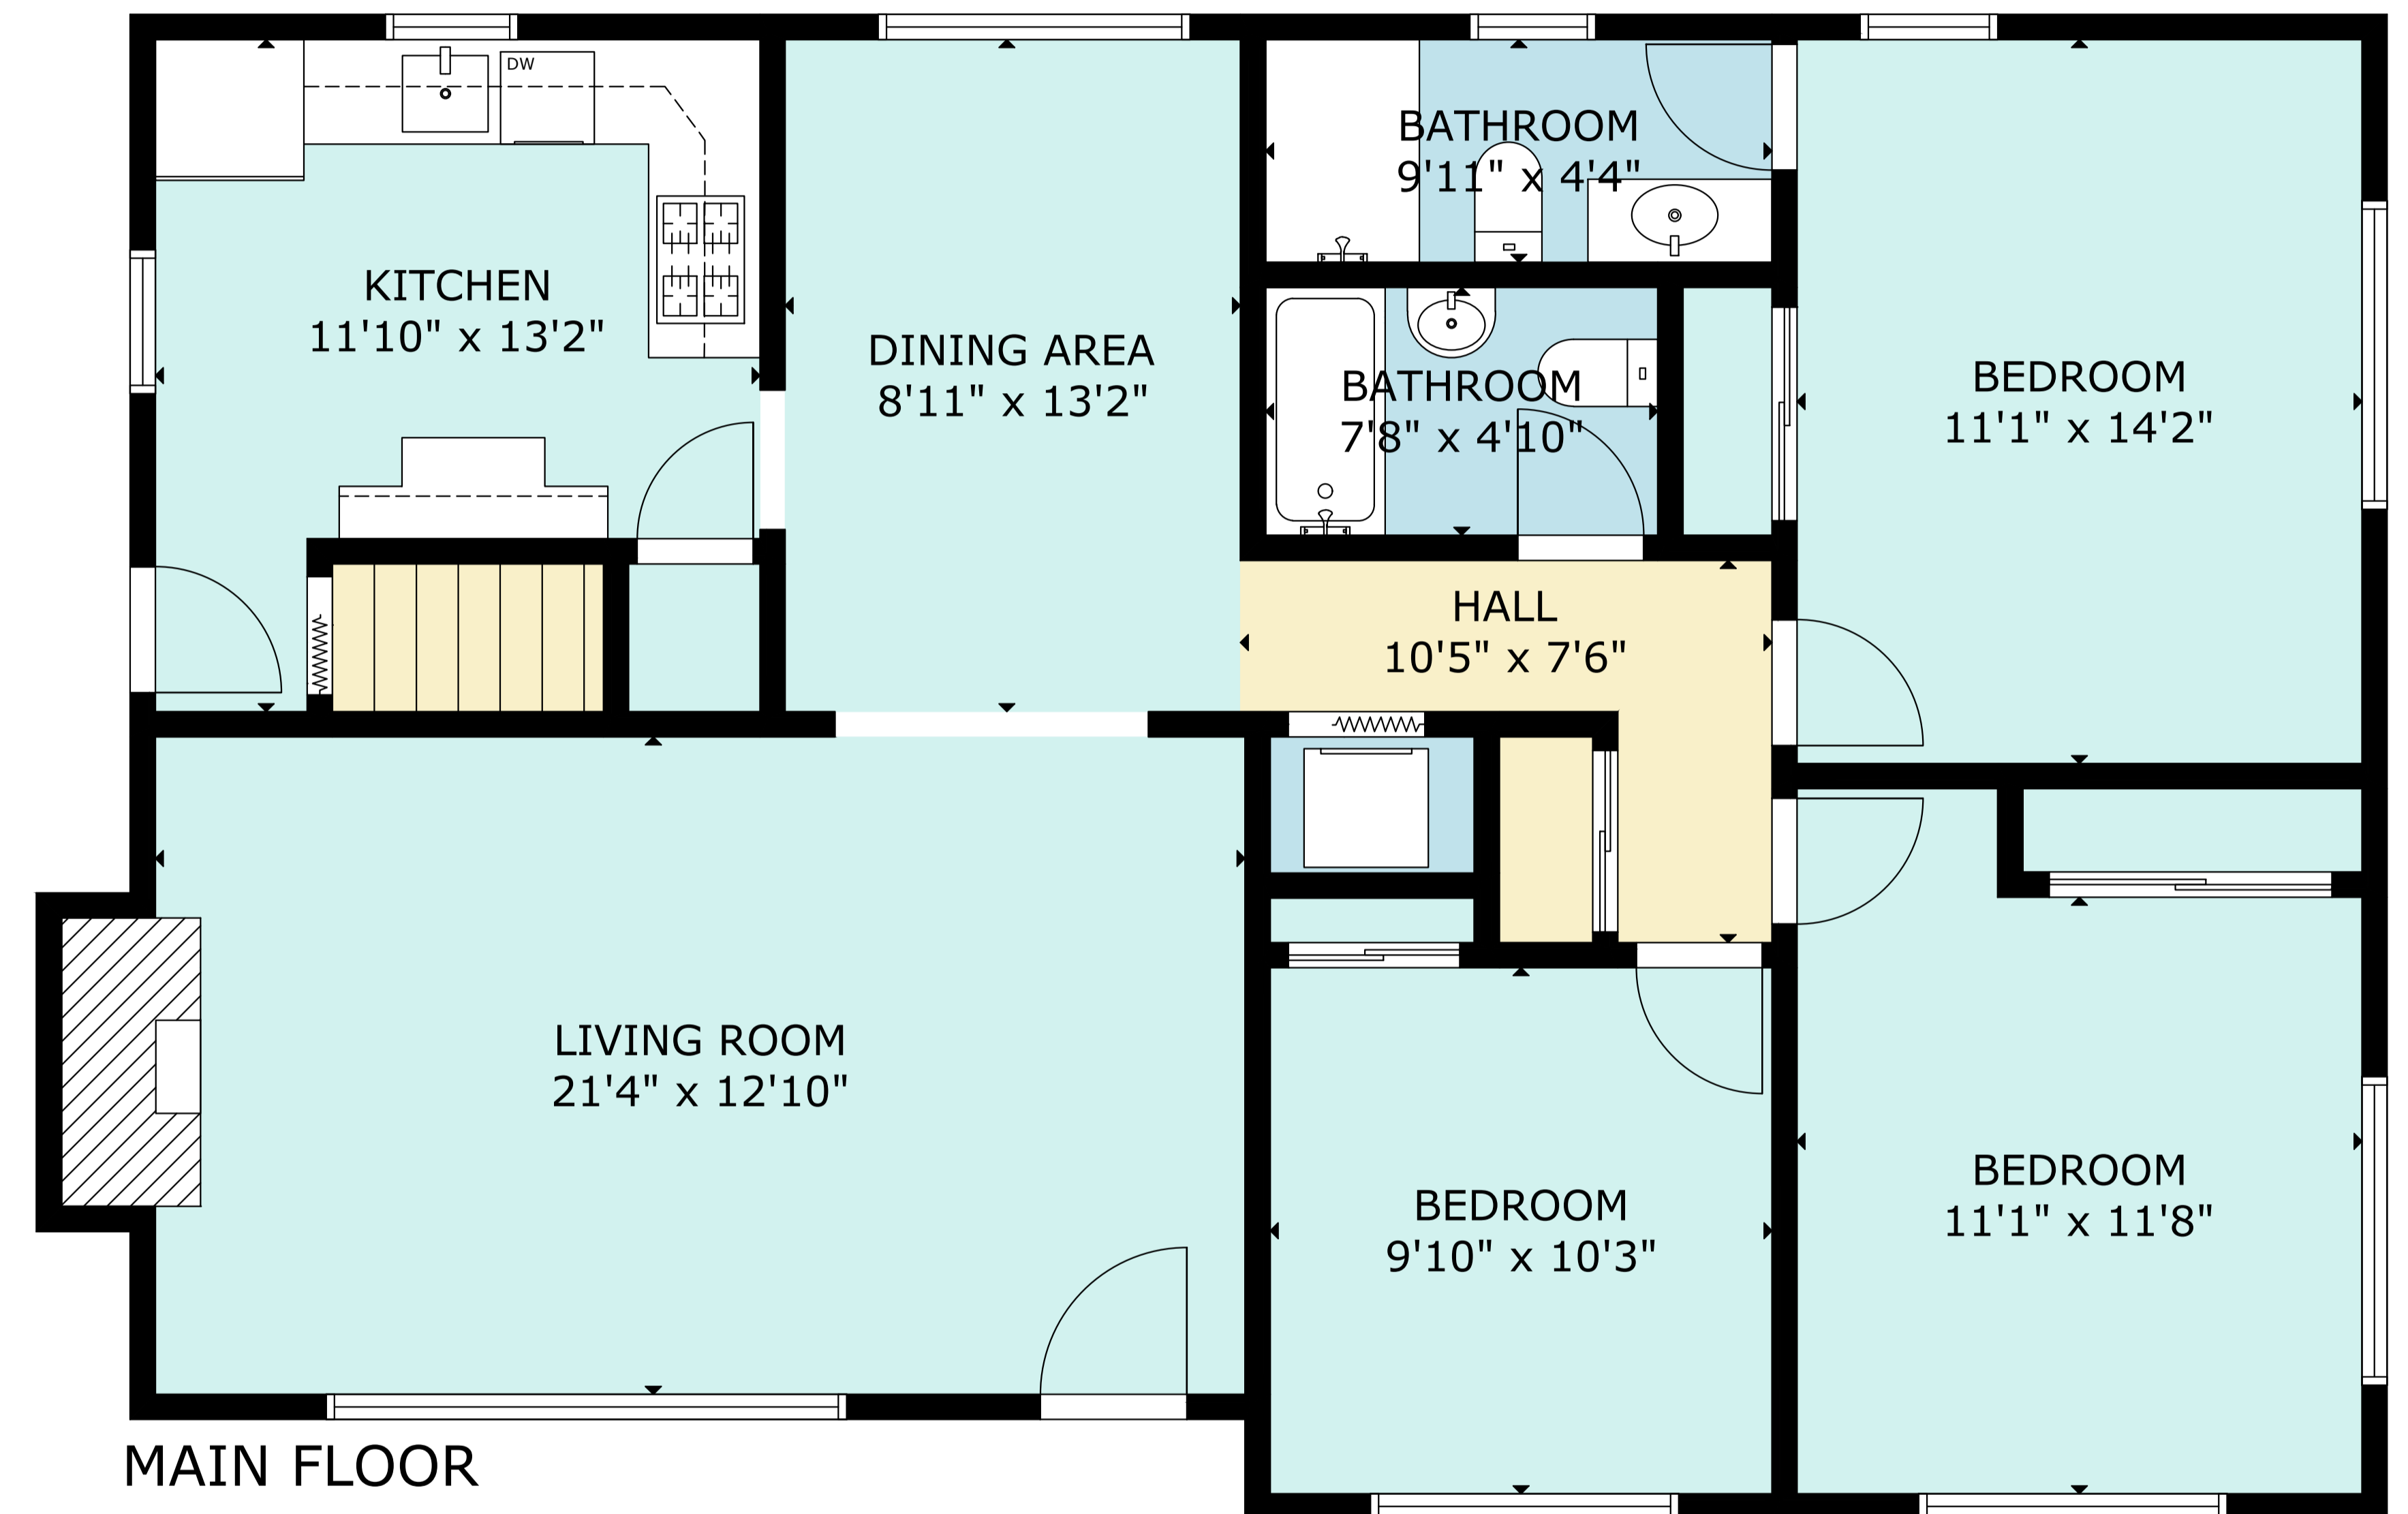 DW
BATHROOM
9'11" x 4'4"
KITCHEN
11'10" x 13'2"
DINING AREA
8'11" x 13'2"
BATHROOM
7'8" x 4'10"
BEDROOM
11'1" x 14'2"
HALL
10'5" x 7'6"
LIVING ROOM
21'4" x 12'10"
BEDROOM
9'10" x 10'3"
BEDROOM
11'1" x 11'8"
MAIN FLOOR